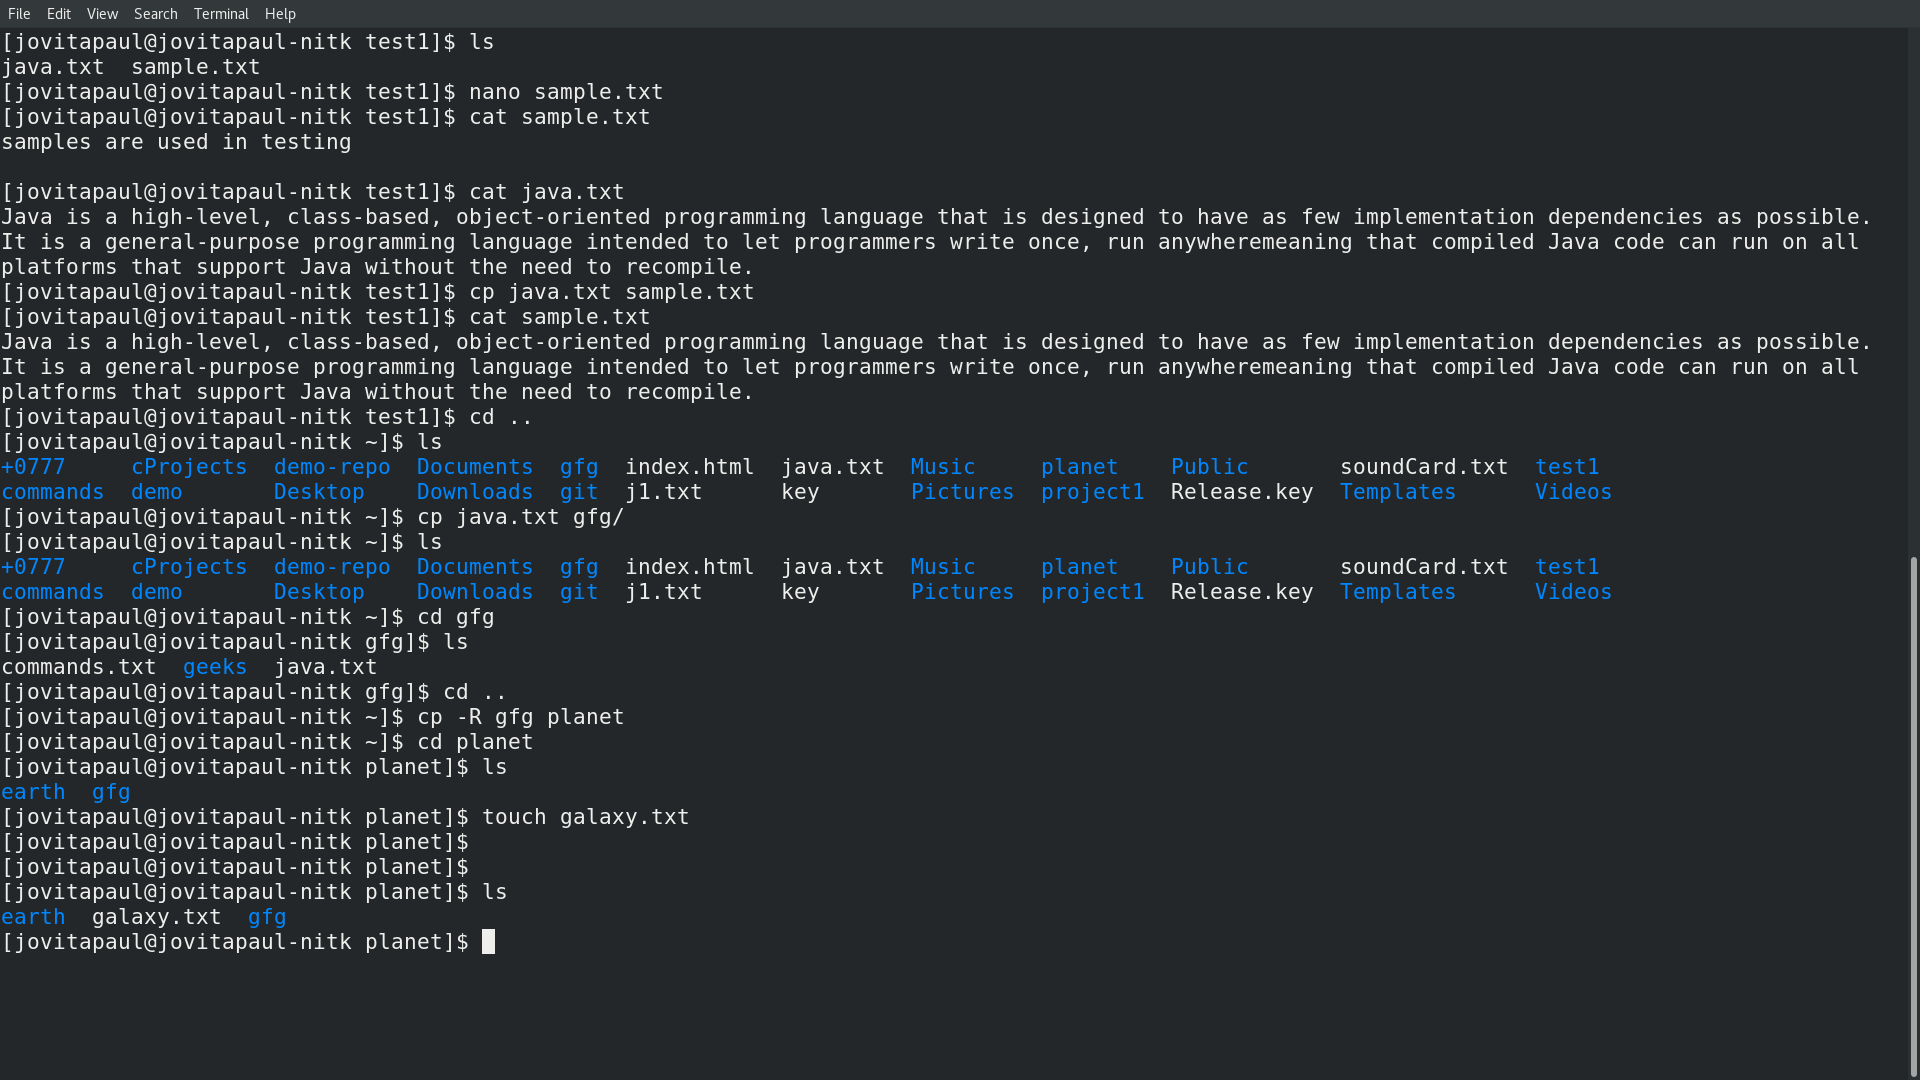 File Edit View Search Terminal Help
[jovitapaul@jovitapaul-nitk test1]$ ls
java.txt  sample.txt
[jovitapaul@jovitapaul-nitk test1]$ nano sample.txt
[jovitapaul@jovitapaul-nitk test1]$ cat sample.txt
samples are used in testing

[jovitapaul@jovitapaul-nitk test1]$ cat java.txt
Java is a high-level, class-based, object-oriented programming language that is designed to have as few implementation dependencies as possible.
It is a general-purpose programming language intended to let programmers write once, run anywheremeaning that compiled Java code can run on all
platforms that support Java without the need to recompile.
[jovitapaul@jovitapaul-nitk test1]$ cp java.txt sample.txt
[jovitapaul@jovitapaul-nitk test1]$ cat sample.txt
Java is a high-level, class-based, object-oriented programming language that is designed to have as few implementation dependencies as possible.
It is a general-purpose programming language intended to let programmers write once, run anywheremeaning that compiled Java code can run on all
platforms that support Java without the need to recompile.
[jovitapaul@jovitapaul-nitk test1]$ cd ..
[jovitapaul@jovitapaul-nitk ~]$ ls
+0777     cProjects  demo-repo  Documents  gfg  index.html  java.txt  Music     planet    Public       soundCard.txt  test1
commands  demo       Desktop    Downloads  git  j1.txt      key       Pictures  project1  Release.key  Templates      Videos
[jovitapaul@jovitapaul-nitk ~]$ cp java.txt gfg/
[jovitapaul@jovitapaul-nitk ~]$ ls
+0777     cProjects  demo-repo  Documents  gfg  index.html  java.txt  Music     planet    Public       soundCard.txt  test1
commands  demo       Desktop    Downloads  git  j1.txt      key       Pictures  project1  Release.key  Templates      Videos
[jovitapaul@jovitapaul-nitk ~]$ cd gfg
[jovitapaul@jovitapaul-nitk gfg]$ ls
commands.txt  geeks  java.txt
[jovitapaul@jovitapaul-nitk gfg]$ cd ..
[jovitapaul@jovitapaul-nitk ~]$ cp -R gfg planet
[jovitapaul@jovitapaul-nitk ~]$ cd planet
[jovitapaul@jovitapaul-nitk planet]$ ls
earth  gfg
[jovitapaul@jovitapaul-nitk planet]$ touch galaxy.txt
[jovitapaul@jovitapaul-nitk planet]$
[jovitapaul@jovitapaul-nitk planet]$
[jovitapaul@jovitapaul-nitk planet]$ ls
earth  galaxy.txt  gfg
[jovitapaul@jovitapaul-nitk planet]$